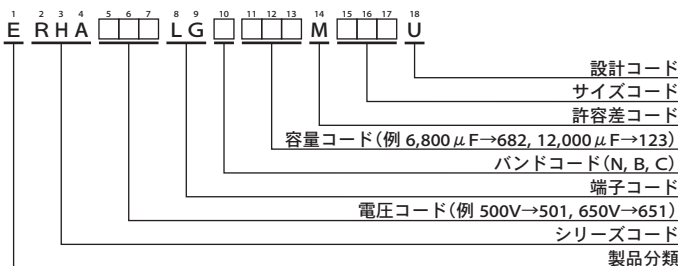 1 2 3 4 5 6 7 8 9 10 11 12 13 14 15 16 17 18
E RHA □□□ LG □ □□□ M □□□ U
設計コード
サイズコード
許容差コード
容量コード(例 6,800μF→682, 12,000μF→123)
バンドコード(N, B, C)
端子コード
電圧コード(例 500V→501, 650V→651)
シリーズコード
製品分類